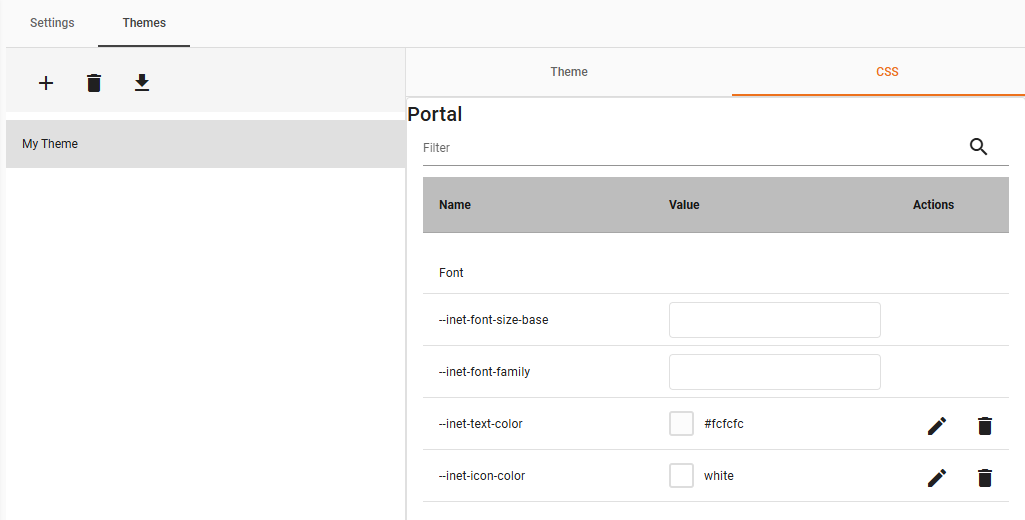 Settings Themes
Theme CSS
Portal
My Theme
Filter
Name Value Actions
Font
--inet-font-size-base
--inet-font-family
--inet-text-color #fcfcfc
--inet-icon-color white